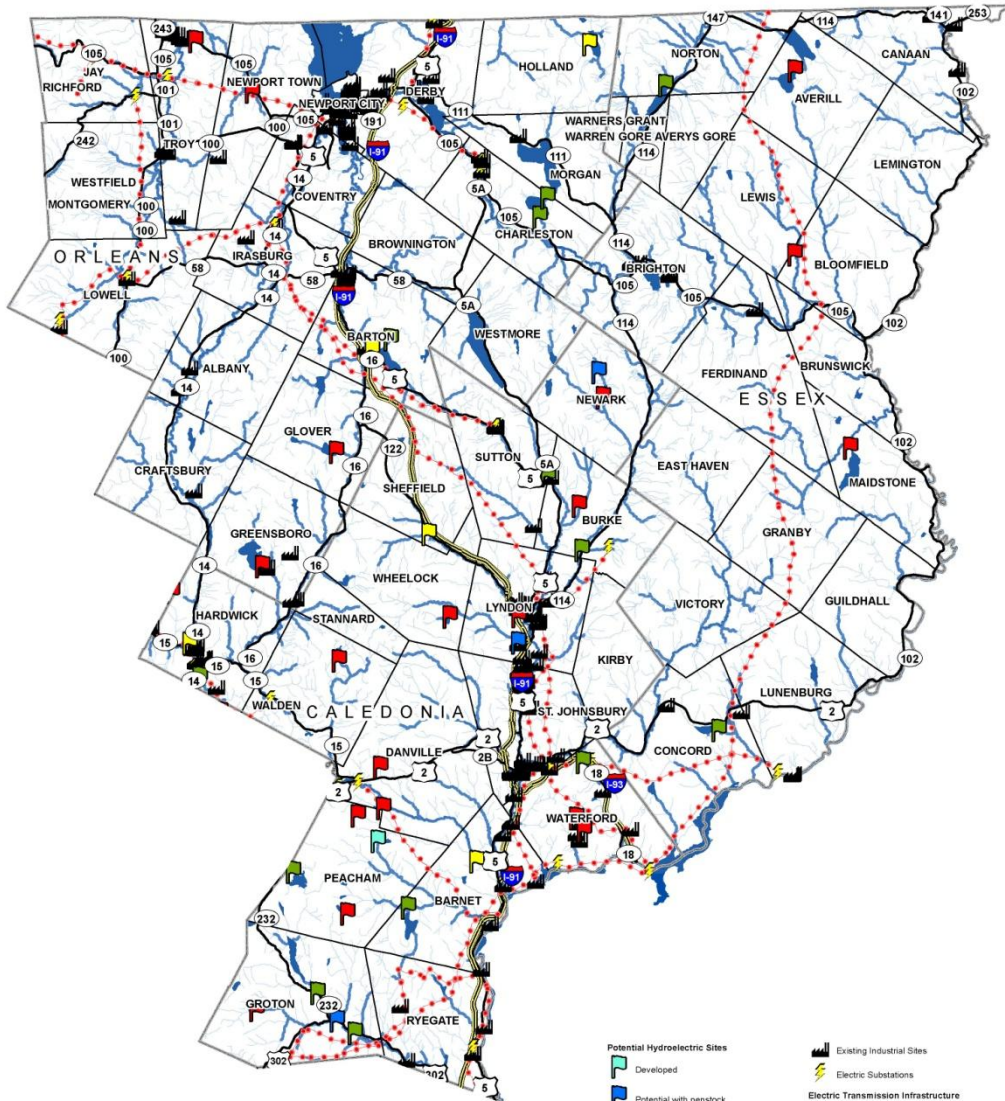 243
147
114
141
253
I-91
5
105
105
105
HOLLAND
NORTON
CANAAN
JAY
RICHFORD
101
NEWPORT TOWN
DERBY
AVERILL
102
NEWPORT CITY
191
111
105
101
100
WARNERS GRANT
WARREN GORE AVERYS GORE
242
TROY
100
5
I-91
105
111
114
LEMINGTON
WESTFIELD
14
5A
MORGAN
LEWIS
MONTGOMERY
100
COVENTRY
105
CHARLESTON
100
14
5
BROWNINGTON
114
ORLEANS
IRASBURG
BRIGHTON
BLOOMFIELD
58
14
58
58
105
105
LOWELL
14
I-91
5A
114
105
102
100
BARTON
WESTMORE
ALBANY
16
FERDINAND
BRUNSWICK
14
5
NEWARK
ESSEX
16
GLOVER
122
102
16
SUTTON
5A
EAST HAVEN
MAIDSTONE
CRAFTSBURY
SHEFFIELD
5
BURKE
GREENSBORO
GRANBY
14
16
WHEELOCK
5
114
LYNDON
VICTORY
GUILDHALL
HARDWICK
STANNARD
14
15
15
16
KIRBY
102
14
15
I-91
WALDEN
5
LUNENBURG
CALEDONIA
ST. JOHNSBURY
2
15
2
2
CONCORD
DANVILLE
2B
2
2
18
I-93
WATERFORD
5
18
PEACHAM
I-91
BARNET
232
GROTON
232
RYEGATE
302
302
5
Potential Hydroelectric Sites
Developed
Potential with penstock
Existing Industrial Sites
Electric Substations
Electric Transmission Infrastructure